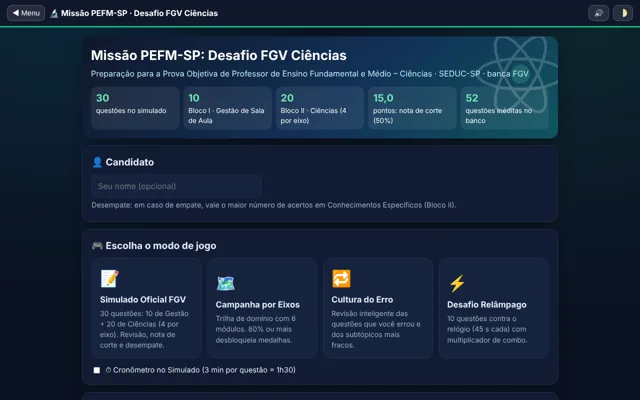 ◀ Menu
🔬 Missão PEFM-SP · Desafio FGV Ciências
Missão PEFM-SP: Desafio FGV Ciências
Preparação para a Prova Objetiva de Professor de Ensino Fundamental e Médio – Ciências · SEDUC-SP · banca FGV
30
questões no simulado
10
Bloco I · Gestão de Sala
de Aula
20
Bloco II · Ciências (4
por eixo)
15,0
pontos: nota de corte
(50%)
52
questões inéditas no
banco
👤 Candidato
Seu nome (opcional)
Desempate: em caso de empate, vale o maior número de acertos em Conhecimentos Específicos (Bloco II).
🎮 Escolha o modo de jogo
Simulado Oficial FGV
30 questões: 10 de Gestão
+ 20 de Ciências (4 por
eixo). Revisão, nota de
corte e desempate.
Campanha por Eixos
Trilha de domínio com 6
módulos. 80% ou mais
desbloqueia medalhas.
Cultura do Erro
Revisão inteligente das
questões que você errou e
dos subtópicos mais
fracos.
Desafio Relâmpago
10 questões contra o
relógio (45 s cada) com
multiplicador de combo.
⏱ Cronômetro no Simulado (3 min por questão = 1h30)